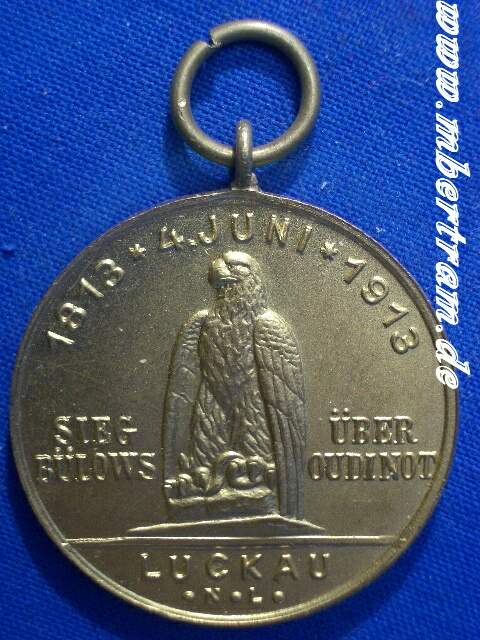 1813 * 4. JUNI * 1913
SIEG
BÜLOWS
ÜBER
OUDINOT
LUCKAU
• N • L •
www.mbertram.de